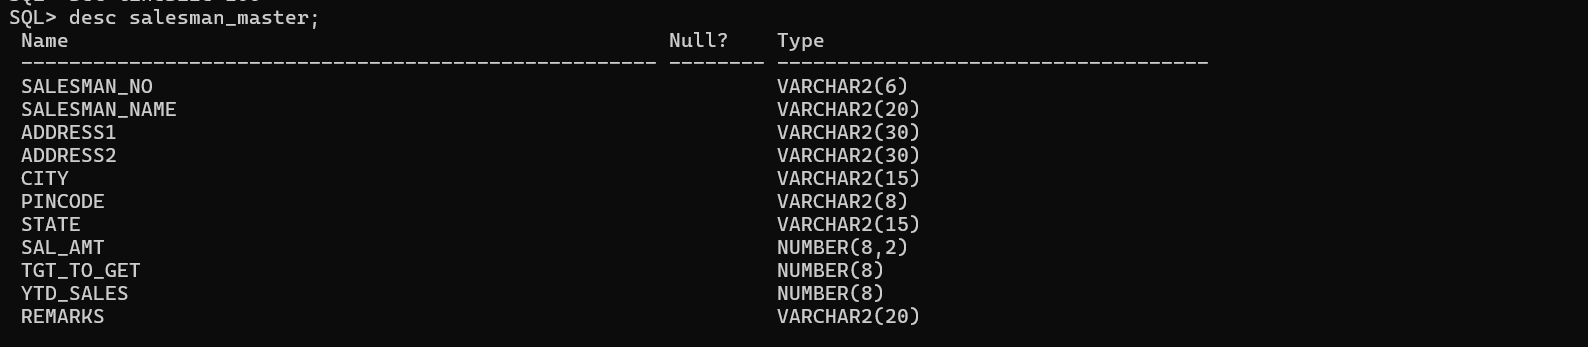 SQL> desc salesman_master;
Name Null? Type
----------------------------------------------------- -------- ------------------------------------
SALESMAN_NO VARCHAR2(6)
SALESMAN_NAME VARCHAR2(20)
ADDRESS1 VARCHAR2(30)
ADDRESS2 VARCHAR2(30)
CITY VARCHAR2(15)
PINCODE VARCHAR2(8)
STATE VARCHAR2(15)
SAL_AMT NUMBER(8,2)
TGT_TO_GET NUMBER(8)
YTD_SALES NUMBER(8)
REMARKS VARCHAR2(20)